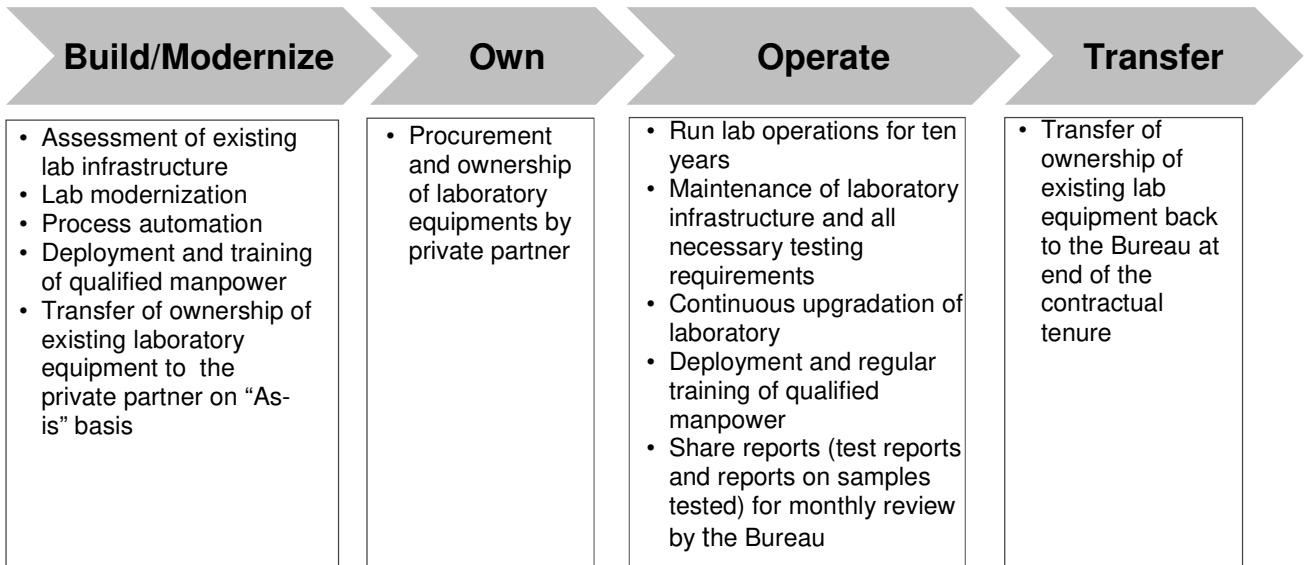 Build/Modernize
Own
Operate
Transfer
• Assessment of existing
lab infrastructure
• Lab modernization
• Process automation
• Deployment and training
of qualified manpower
• Transfer of ownership of
existing laboratory
equipment to the
private partner on “As-
is” basis
• Procurement
and ownership
of laboratory
equipments by
private partner
• Run lab operations for ten
years
• Maintenance of laboratory
infrastructure and all
necessary testing
requirements
• Continuous upgradation of
laboratory
• Deployment and regular
training of qualified
manpower
• Share reports (test reports
and reports on samples
tested) for monthly review
by the Bureau
• Transfer of
ownership of
existing lab
equipment back
to the Bureau at
end of the
contractual
tenure